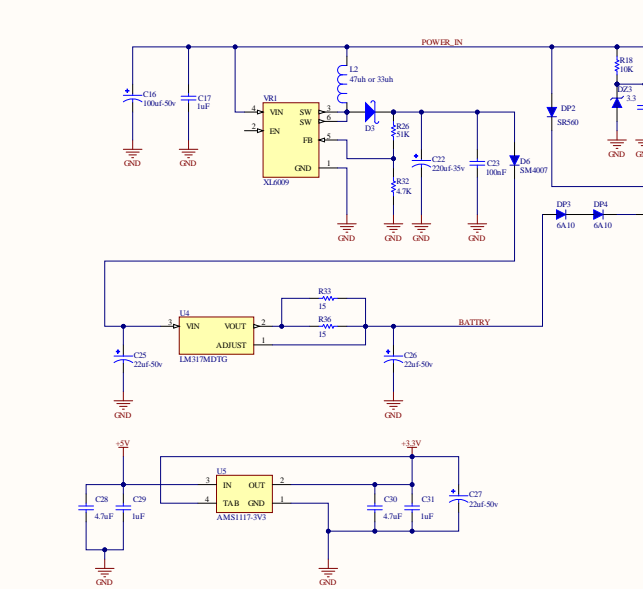 POWER_IN
L2
47uh or 33uh
R18
10K
C16
100uf-50v
C17
1uF
VR1
4 VIN SW 3
SW 6
2 EN
FB 5
GND 1
XL6009
D3
R26
51K
R32
4.7K
C22
220uf-35v
C23
100nF
D6
SM4007
DP2
SR560
DZ3
3.3
GND
GND
GND
GND
GND
GND
GND
DP3
6A10
DP4
6A10
U4
3 VIN VOUT 2
ADJUST 1
LM317MDTG
R33
15
R36
15
BATTRY
C25
22uf-50v
C26
22uf-50v
GND
GND
+5V
+3.3V
U5
3 IN OUT 2
4 TAB GND 1
AMS1117-3V3
C28
4.7uF
C29
1uF
C30
4.7uF
C31
1uF
C27
22uf-50v
GND
GND